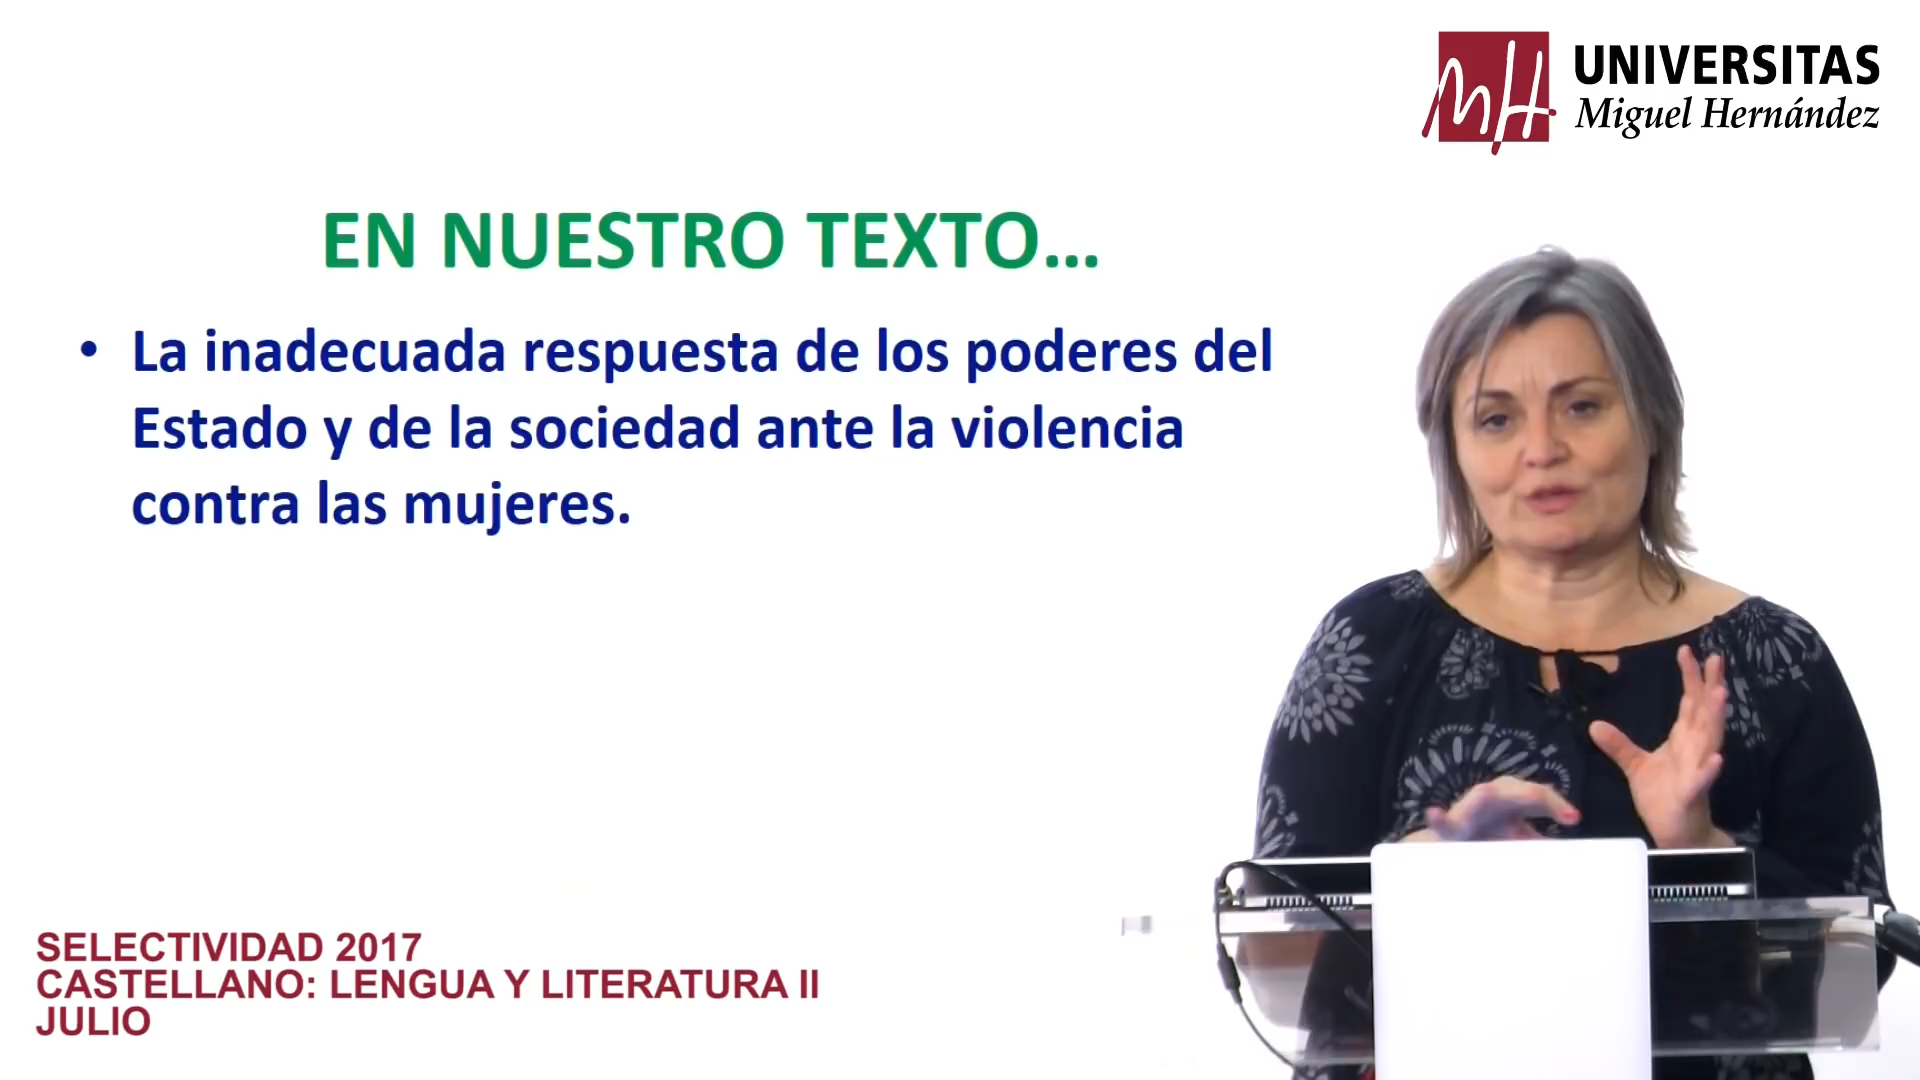 UNIVERSITAS
Miguel Hernández
EN NUESTRO TEXTO...
• La inadecuada respuesta de los poderes del
Estado y de la sociedad ante la violencia
contra las mujeres.
SELECTIVIDAD 2017
CASTELLANO: LENGUA Y LITERATURA II
JULIO